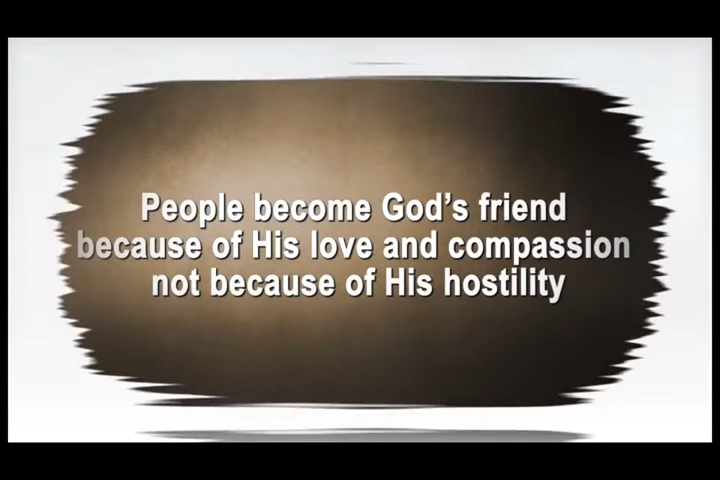 People become God's friend
because of His love and compassion
not because of His hostility